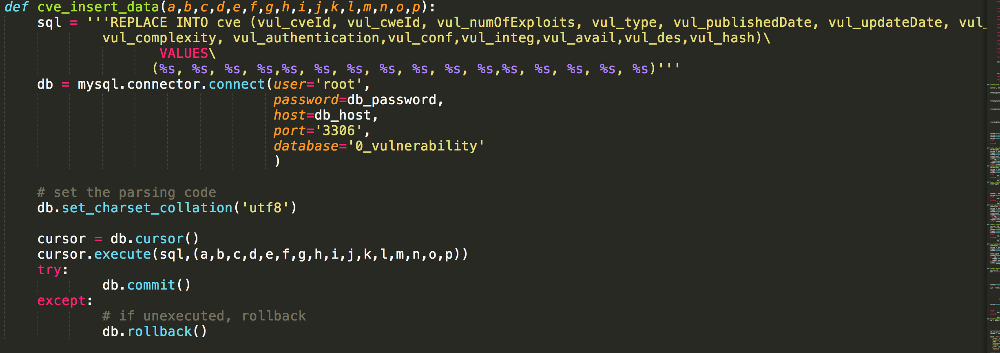 def cve_insert_data(a,b,c,d,e,f,g,h,i,j,k,l,m,n,o,p):
sql = '''REPLACE INTO cve (vul_cveId, vul_cweId, vul_numOfExploits, vul_type, vul_publishedDate, vul_updateDate, vul_
vul_complexity, vul_authentication,vul_conf,vul_integ,vul_avail,vul_des,vul_hash)\
VALUES\
(%s, %s, %s, %s,%s, %s, %s, %s, %s, %s, %s,%s, %s, %s, %s, %s)'''
db = mysql.connector.connect(user='root',
password=db_password,
host=db_host,
port='3306',
database='0_vulnerability'
)
# set the parsing code
db.set_charset_collation('utf8')
cursor = db.cursor()
cursor.execute(sql,(a,b,c,d,e,f,g,h,i,j,k,l,m,n,o,p))
try:
db.commit()
except:
# if unexecuted, rollback
db.rollback()